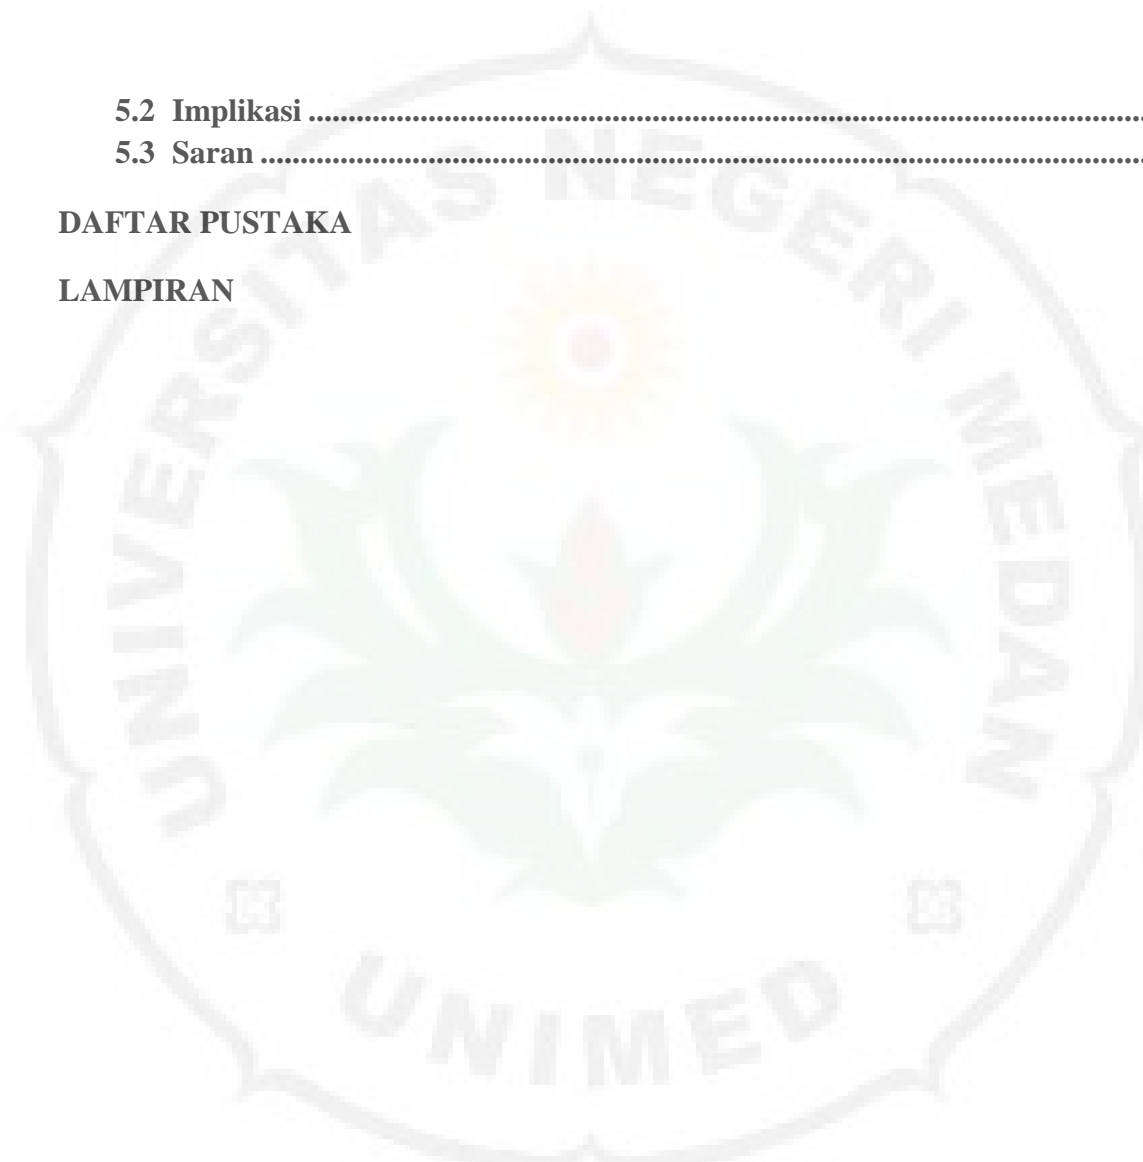 5.2 Implikasi ........................................................................................................
5.3 Saran ..............................................................................................................
DAFTAR PUSTAKA
LAMPIRAN
UNIVERSITAS NEGERI MEDAN
UNIMED